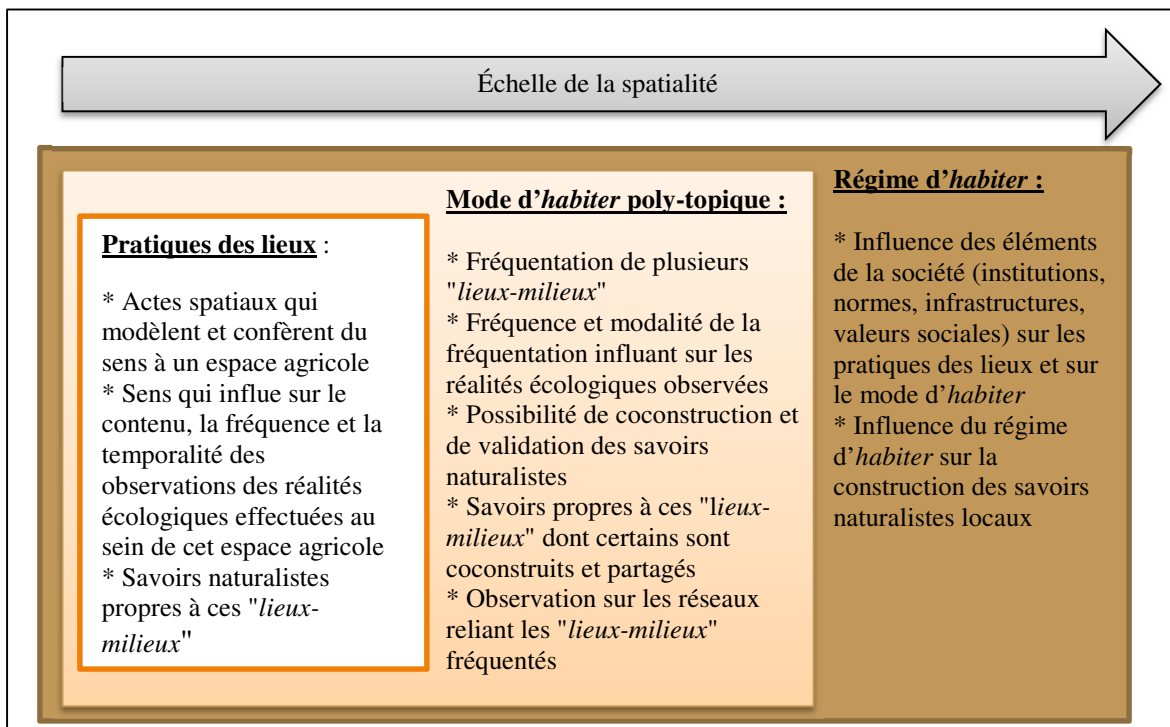 Échelle de la spatialité
Pratiques des lieux :
* Actes spatiaux qui
modèlent et confèrent du
sens à un espace agricole
* Sens qui influe sur le
contenu, la fréquence et la
temporalité des
observations des réalités
écologiques effectuées au
sein de cet espace agricole
* Savoirs naturalistes
propres à ces "lieux-
milieux"
Mode d'habiter poly-topique :
* Fréquentation de plusieurs
"lieux-milieux"
* Fréquence et modalité de la
fréquentation influant sur les
réalités écologiques observées
* Possibilité de coconstruction et
de validation des savoirs
naturalistes
* Savoirs propres à ces "lieux-
milieux" dont certains sont
coconstruits et partagés
* Observation sur les réseaux
reliant les "lieux-milieux"
fréquentés
Régime d'habiter :
* Influence des éléments
de la société (institutions,
normes, infrastructures,
valeurs sociales) sur les
pratiques des lieux et sur
le mode d'habiter
* Influence du régime
d'habiter sur la
construction des savoirs
naturalistes locaux